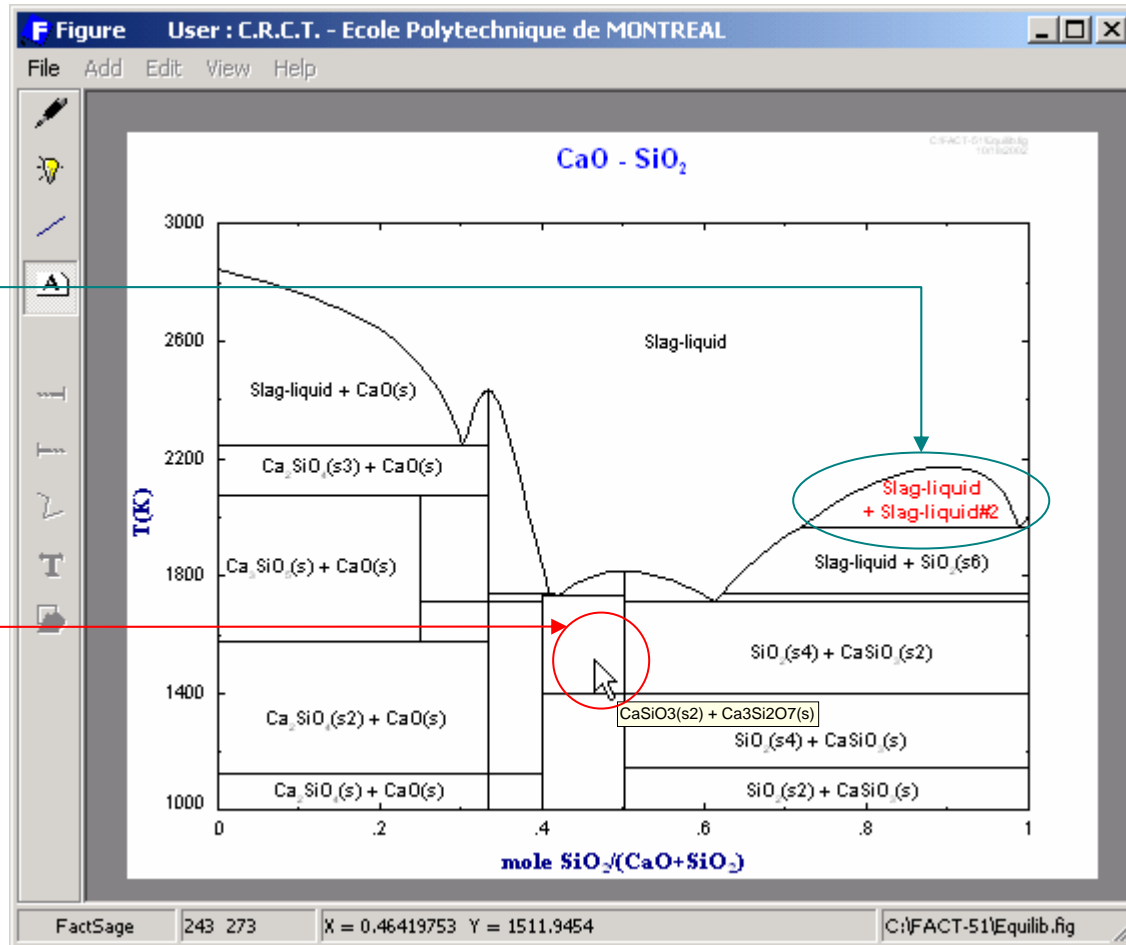 Figure User : C.R.C.T. - Ecole Polytechnique de MONTREAL
File Add Edit View Help
C:\FACT-51\Equilib.fig
CaO - SiO₂
3000
2600
2200
1800
1400
1000
T(K)
Slag-liquid
Slag-liquid + CaO(s)
Ca₂SiO₄(s3) + CaO(s)
Slag-liquid
+ Slag-liquid#2
Ca₃SiO₅(s) + CaO(s)
Slag-liquid + SiO₂(s6)
SiO₂(s4) + CaSiO₃(s2)
CaSiO3(s2) + Ca3Si2O7(s)
Ca₂SiO₄(s2) + CaO(s)
SiO₂(s4) + CaSiO₃(s)
Ca₂SiO₄(s) + CaO(s)
SiO₂(s2) + CaSiO₃(s)
0 .2 .4 .6 .8 1
mole SiO₂/(CaO+SiO₂)
FactSage 243 273 X = 0.46419753 Y = 1511.9454 C:\FACT-51\Equilib.fig